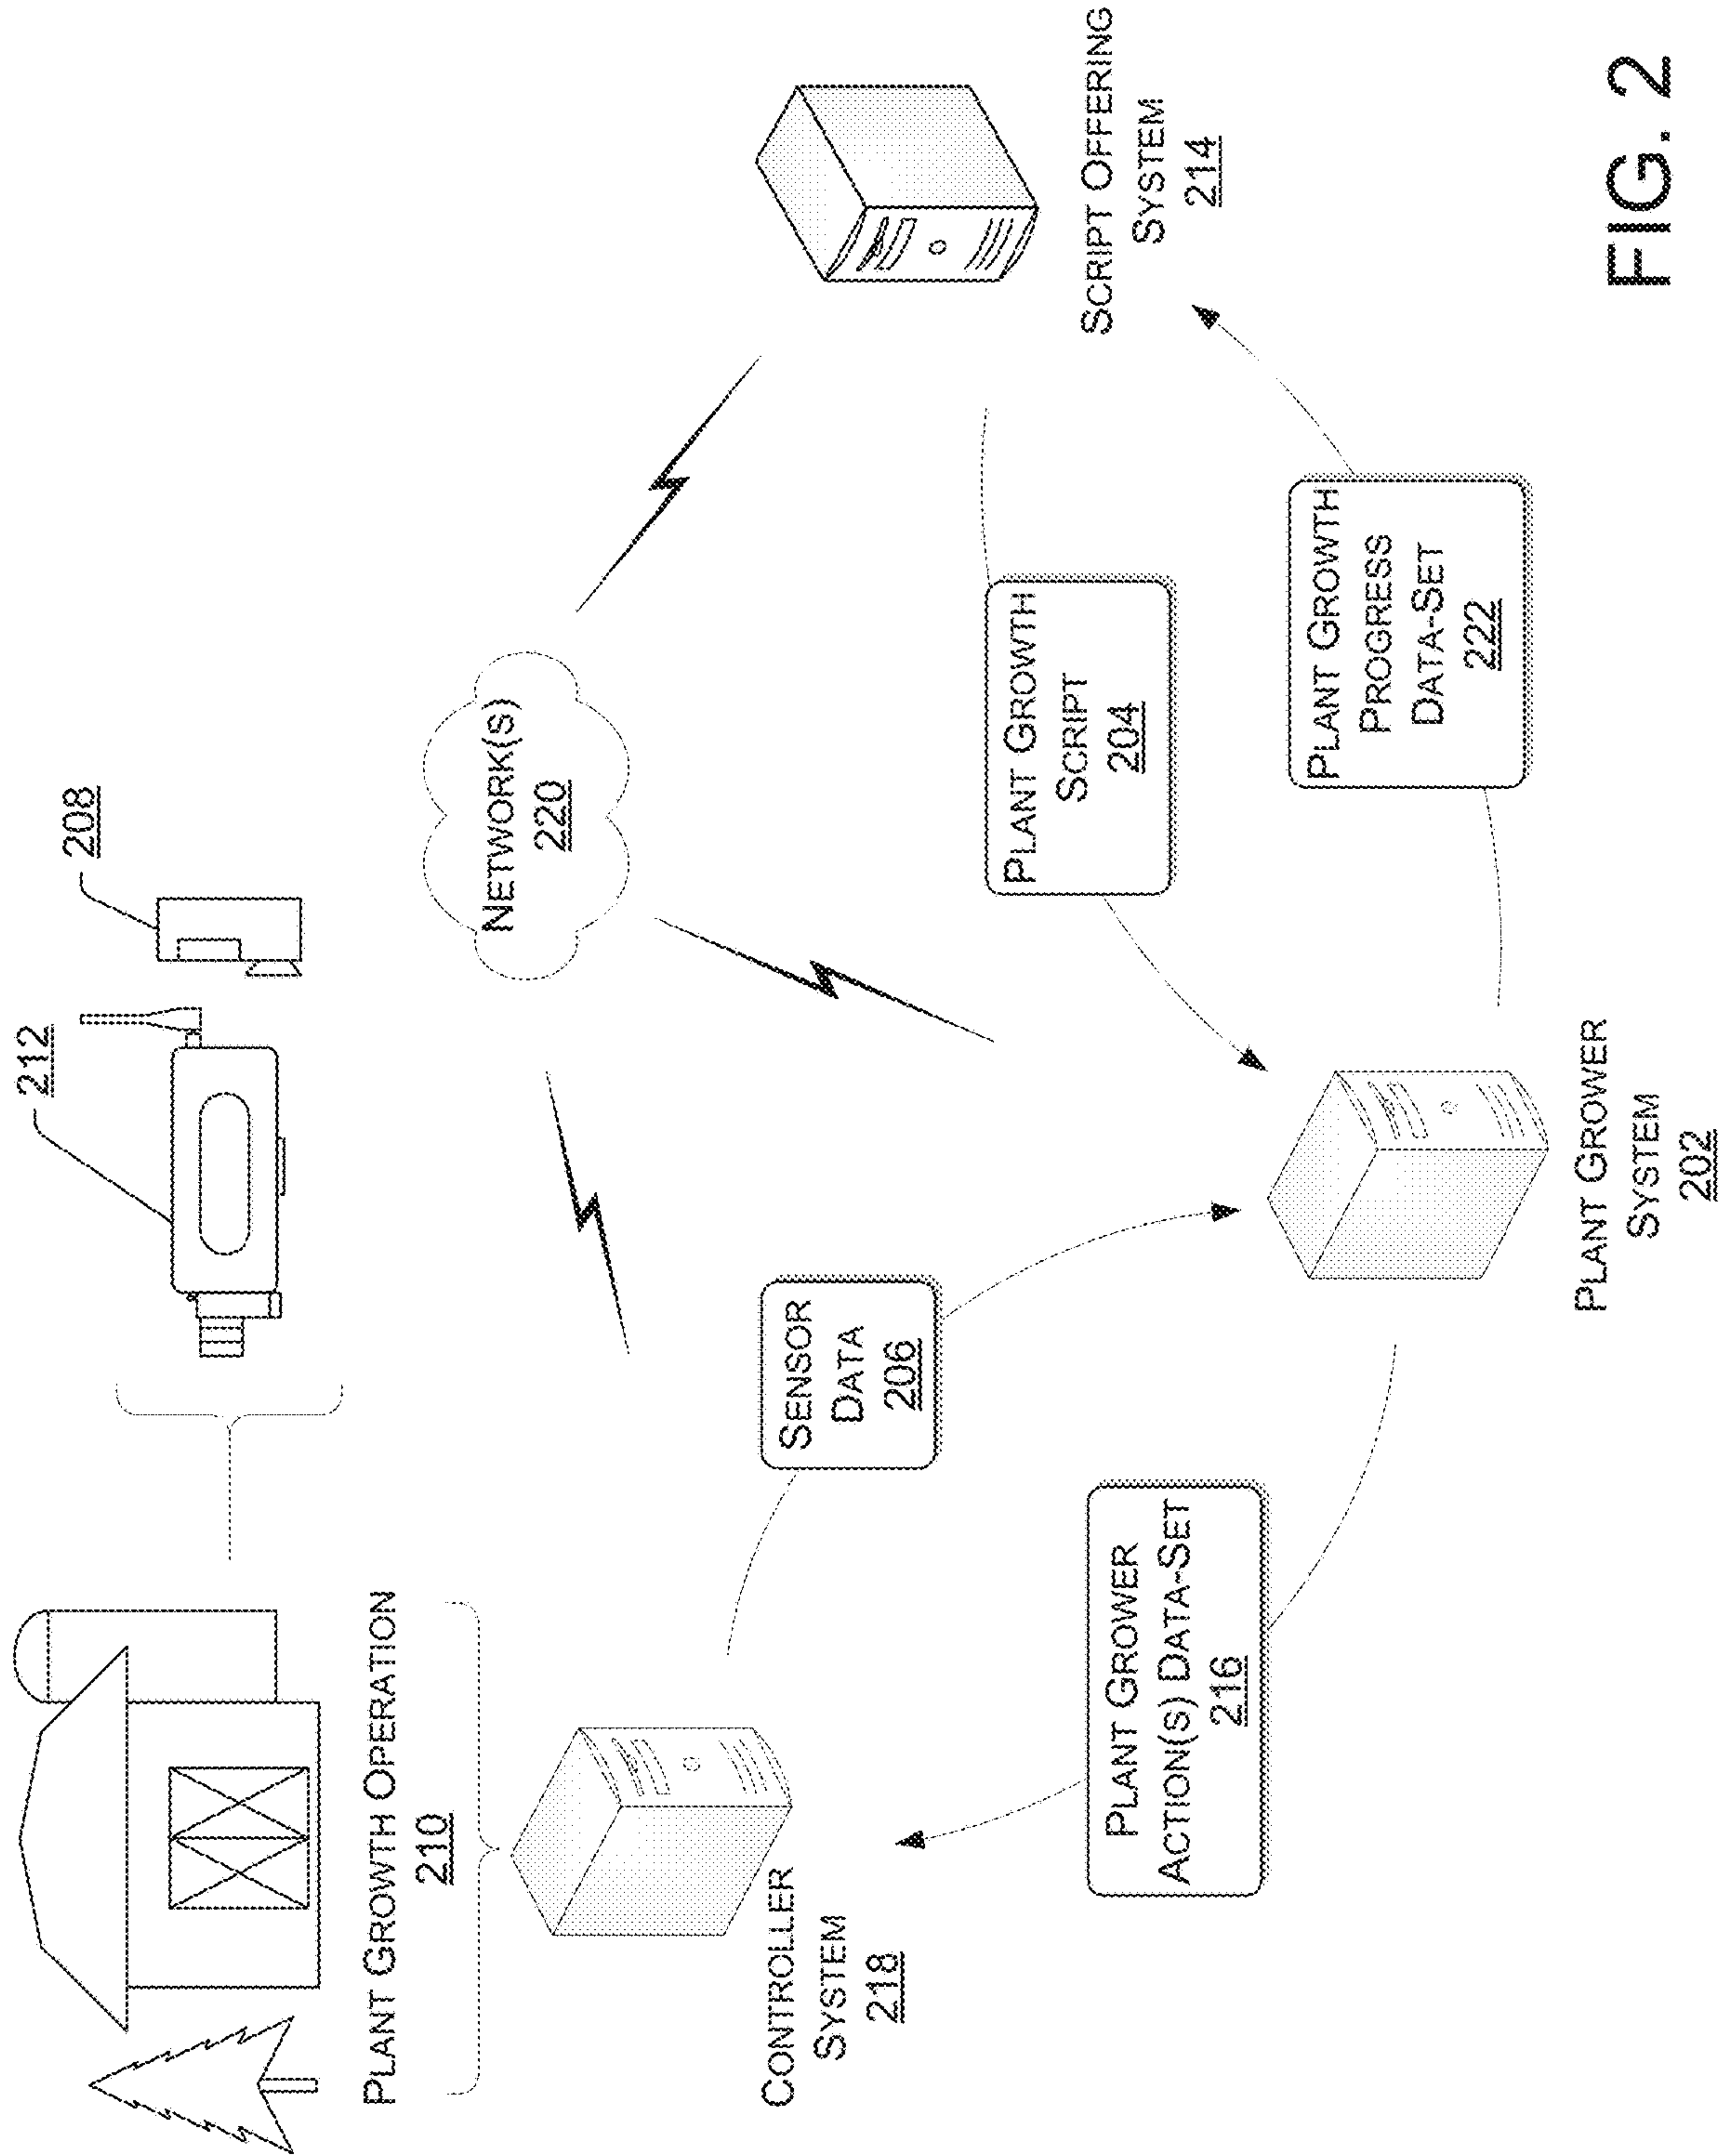 212
208
PLANT GROWTH OPERATION
210
NETWORK(S)
220
CONTROLLER
SYSTEM
218
SENSOR
DATA
206
PLANT GROWTH
SCRIPT
204
SCRIPT OFFERING
SYSTEM
214
PLANT GROWER
ACTION(S) DATA-SET
216
PLANT GROWTH
PROGRESS
DATA-SET
222
PLANT GROWER
SYSTEM
202
FIG. 2